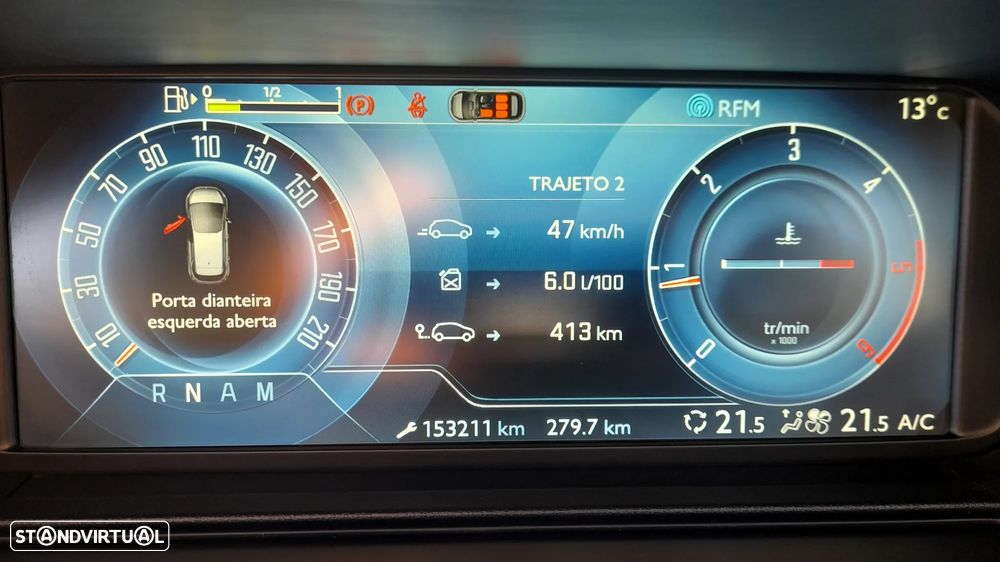 0 1/2 1
P
RFM
13°c
10 30 50 70 90 110 130 150 170 190 210
Porta dianteira
esquerda aberta
R N A M
TRAJETO 2
47 km/h
6.0 l/100
413 km
0 1 2 3 4 5 6
tr/min
x 1000
153211 km 279.7 km
21.5 21.5 A/C
STANDVIRTUAL